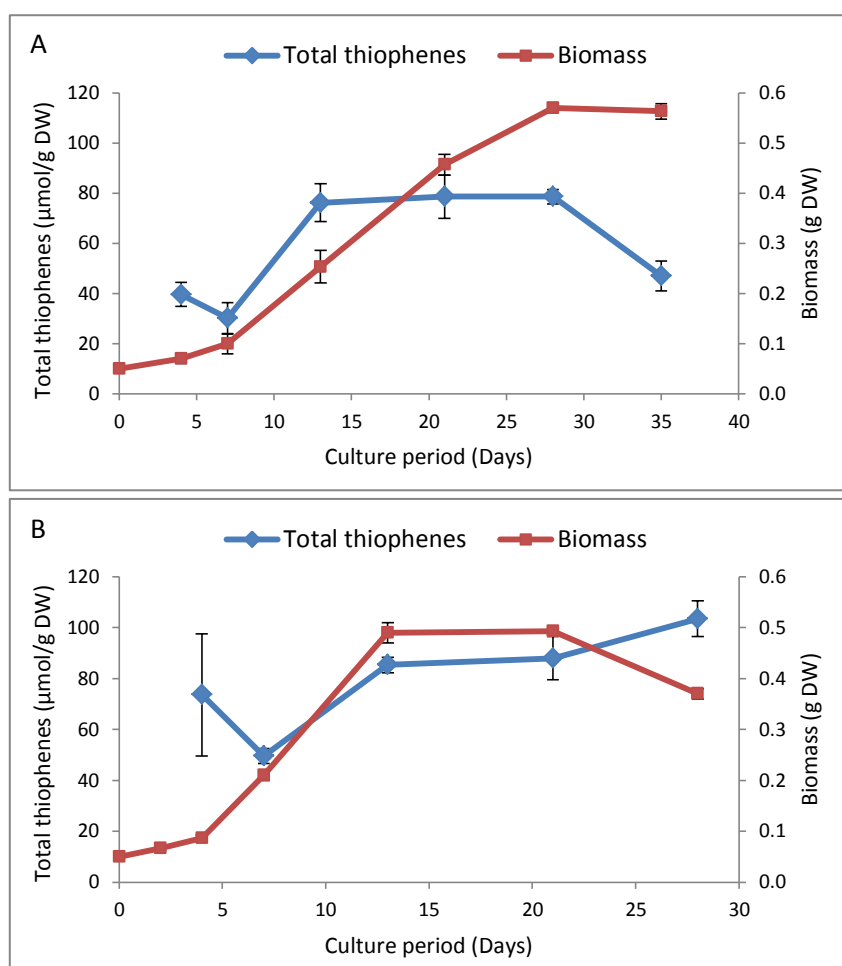 A
Total thiophenes Biomass
Total thiophenes (µmol/g DW)
120
100
80
60
40
20
0
0.6
0.5
0.4
0.3
0.2
0.1
0.0
Biomass (g DW)
0 5 10 15 20 25 30 35 40
Culture period (Days)
B
Total thiophenes Biomass
Total thiophenes (µmol/g DW)
120
100
80
60
40
20
0
0.6
0.5
0.4
0.3
0.2
0.1
0.0
Biomass (g DW)
0 5 10 15 20 25 30
Culture period (Days)